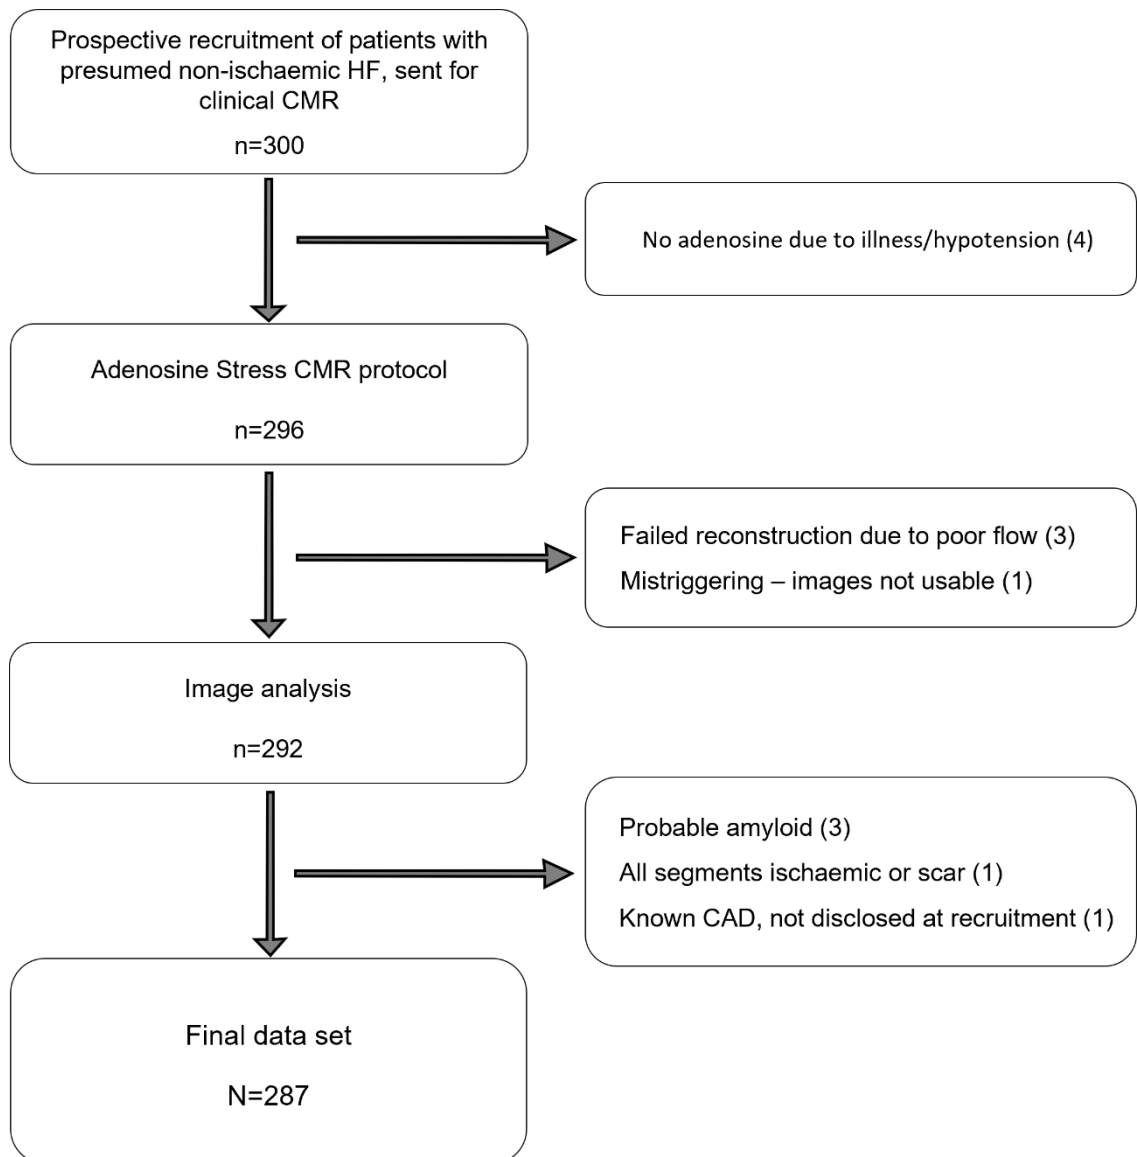 Prospective recruitment of patients with
presumed non-ischaemic HF, sent for
clinical CMR
n=300
No adenosine due to illness/hypotension (4)
Adenosine Stress CMR protocol
n=296
Failed reconstruction due to poor flow (3)
Mistriggering – images not usable (1)
Image analysis
n=292
Probable amyloid (3)
All segments ischaemic or scar (1)
Known CAD, not disclosed at recruitment (1)
Final data set
N=287